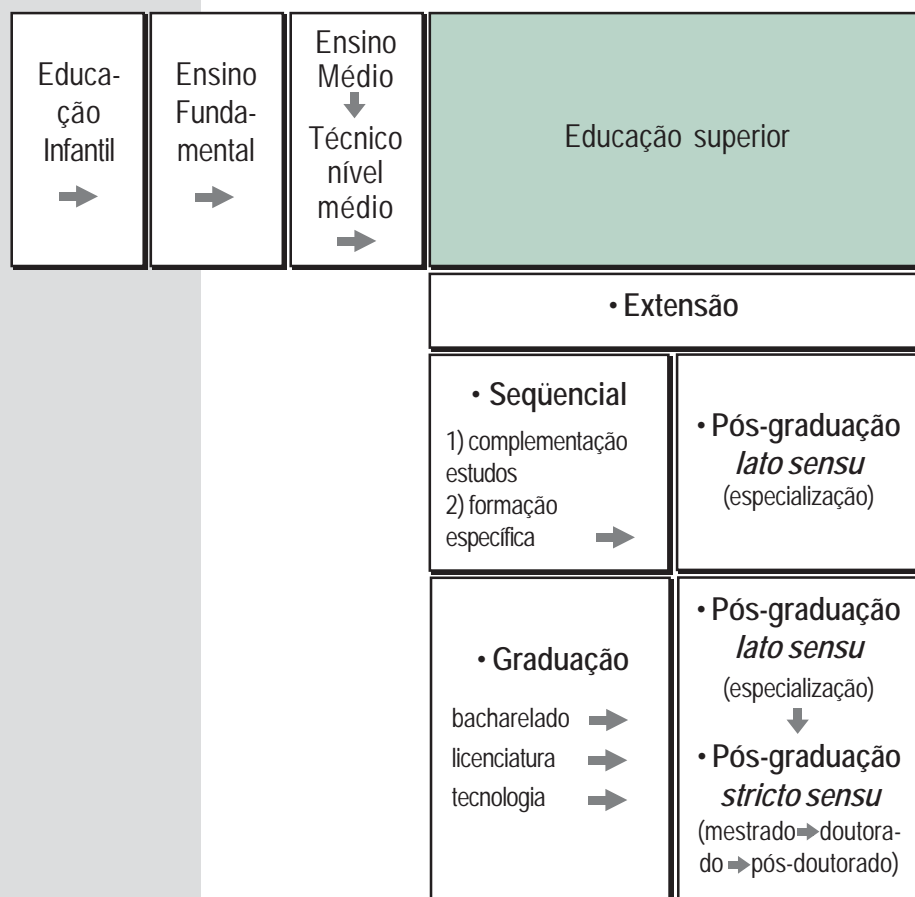 Educa-
ção
Infantil
Ensino
Funda-
mental
Ensino
Médio
Técnico
nível
médio
Educação superior
• Extensão
• Seqüencial
1) complementação
estudos
2) formação
específica
• Pós-graduação
lato sensu
(especialização)
• Graduação
bacharelado
licenciatura
tecnologia
• Pós-graduação
lato sensu
(especialização)
• Pós-graduação
stricto sensu
(mestrado➡doutora-
do➡pós-doutorado)